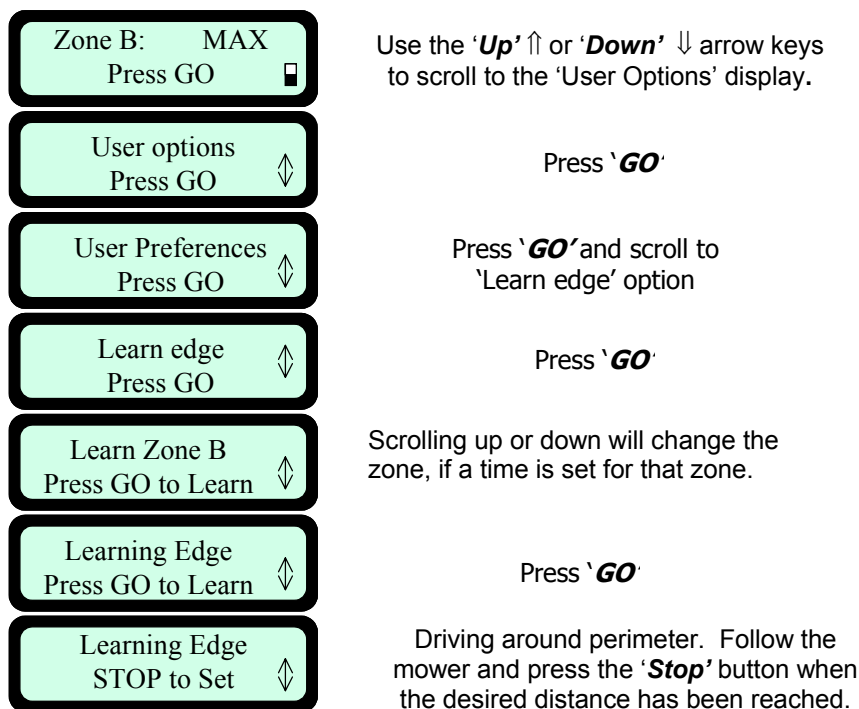 Zone B: MAX
Press GO
Use the ‘Up’ ⇑ or ‘Down’ ⇓ arrow keys
to scroll to the ‘User Options’ display.
User options
Press GO
Press ‘GO’
User Preferences
Press GO
Press ‘GO’ and scroll to
‘Learn edge’ option
Learn edge
Press GO
Press ‘GO’
Learn Zone B
Press GO to Learn
Scrolling up or down will change the
zone, if a time is set for that zone.
Learning Edge
Press GO to Learn
Press ‘GO’
Learning Edge
STOP to Set
Driving around perimeter. Follow the
mower and press the ‘Stop’ button when
the desired distance has been reached.